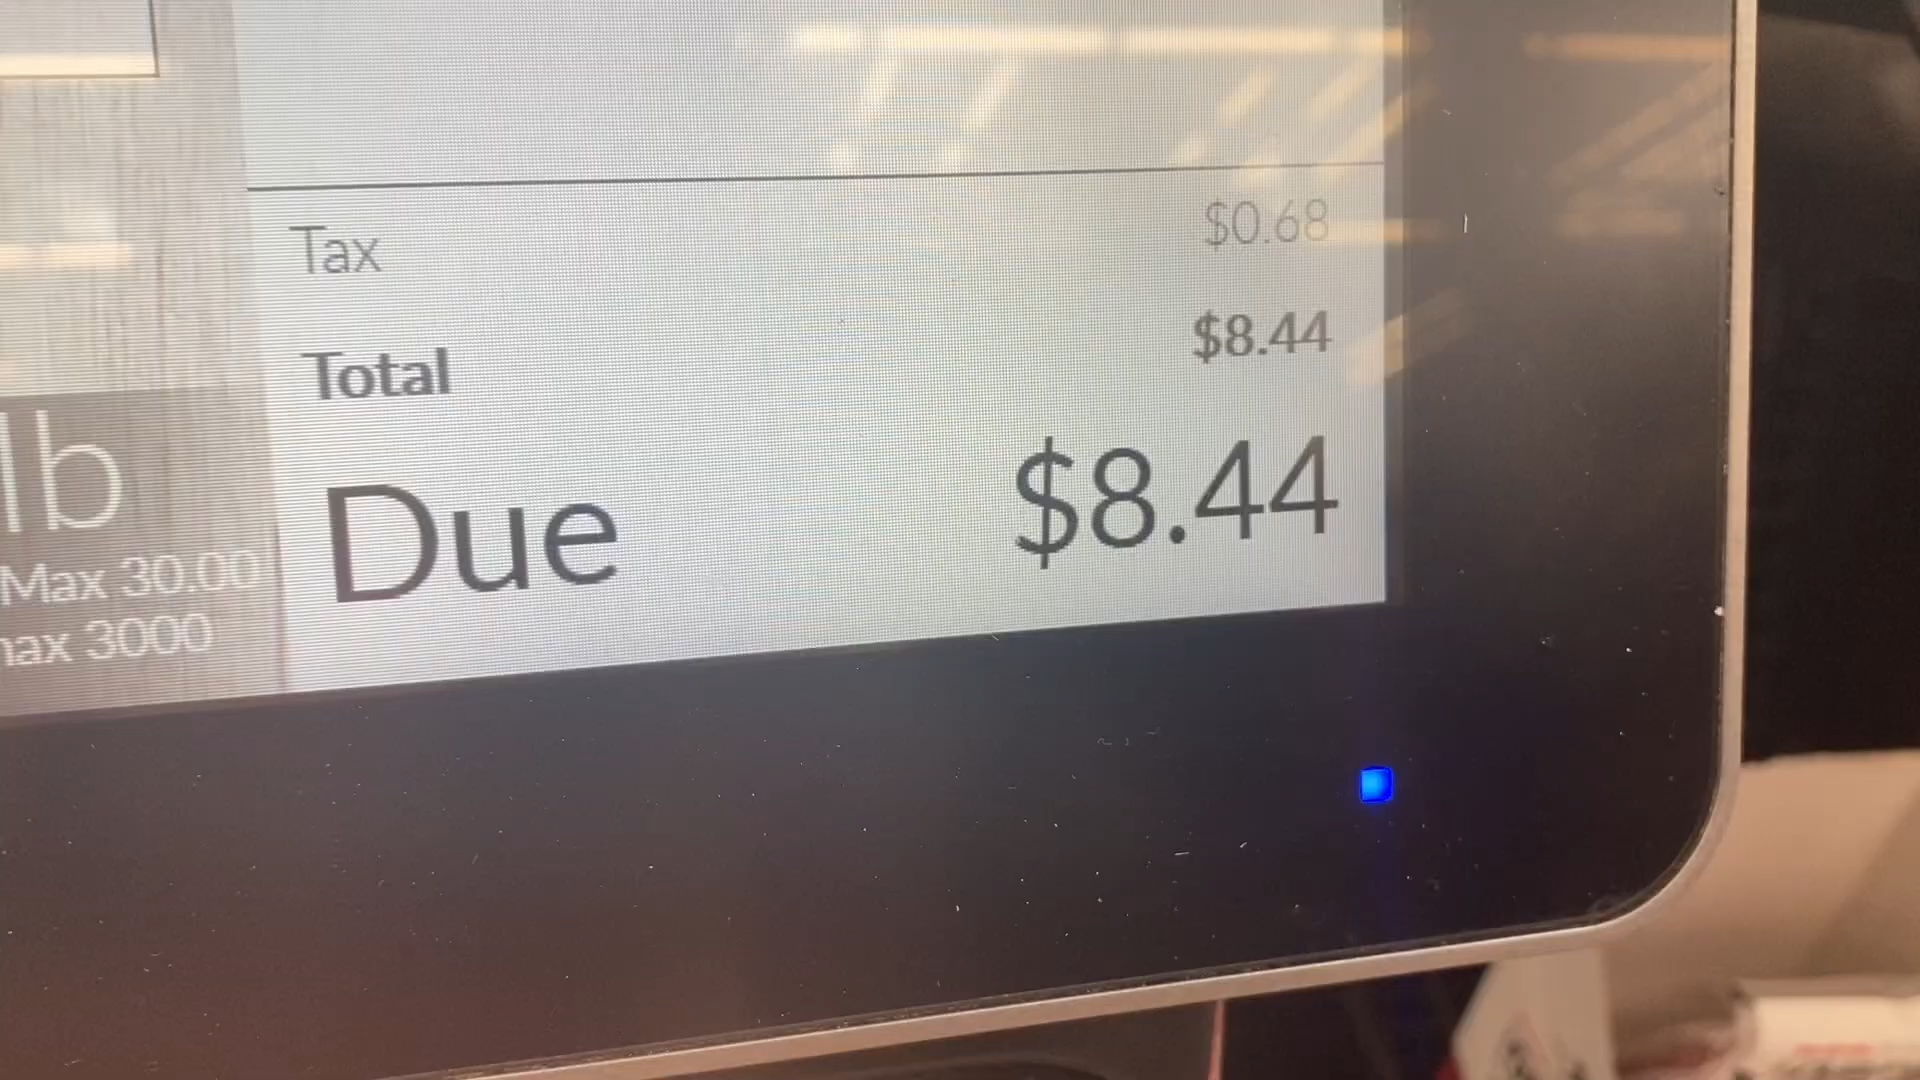 lb
Max 30.00
max 3000
Tax $0.68
Total $8.44
Due $8.44